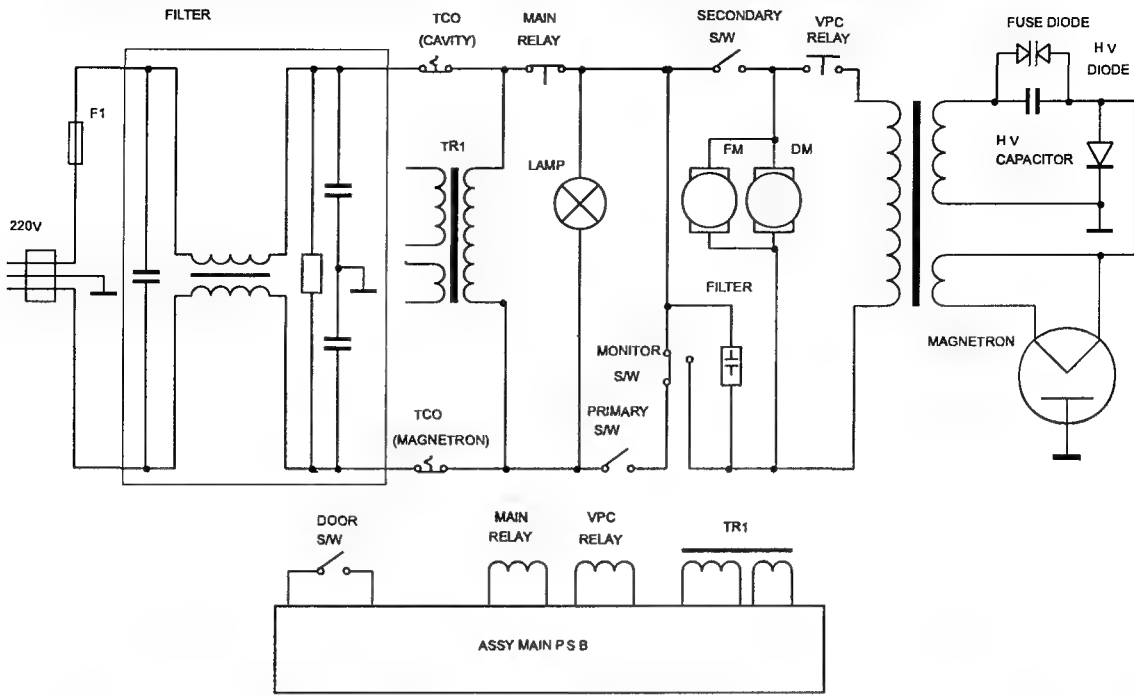 FILTER
TCO
(CAVITY)
MAIN
RELAY
SECONDARY
S/W
VPC
RELAY
FUSE DIODE
H V
DIODE
F1
TR1
LAMP
FM
DM
H V
CAPACITOR
220V
FILTER
MONITOR
S/W
MAGNETRON
PRIMARY
S/W
TCO
(MAGNETRON)
DOOR
S/W
MAIN
RELAY
VPC
RELAY
TR1
ASSY MAIN P S B